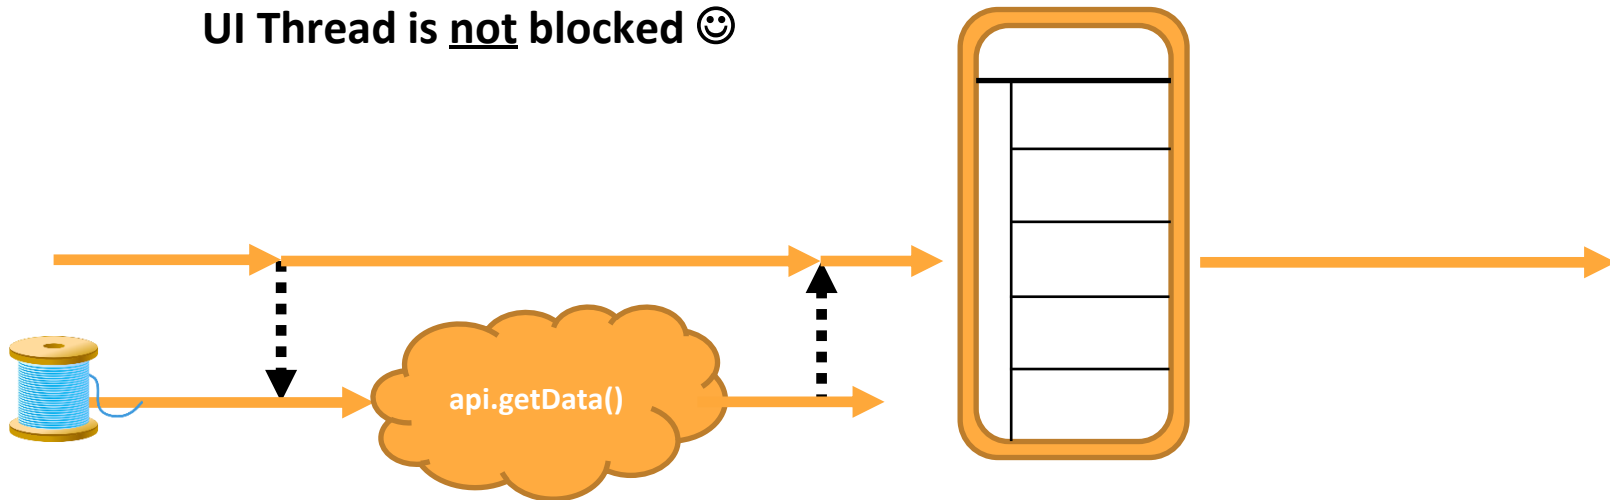 UI Thread is not blocked ☺
api.getData()